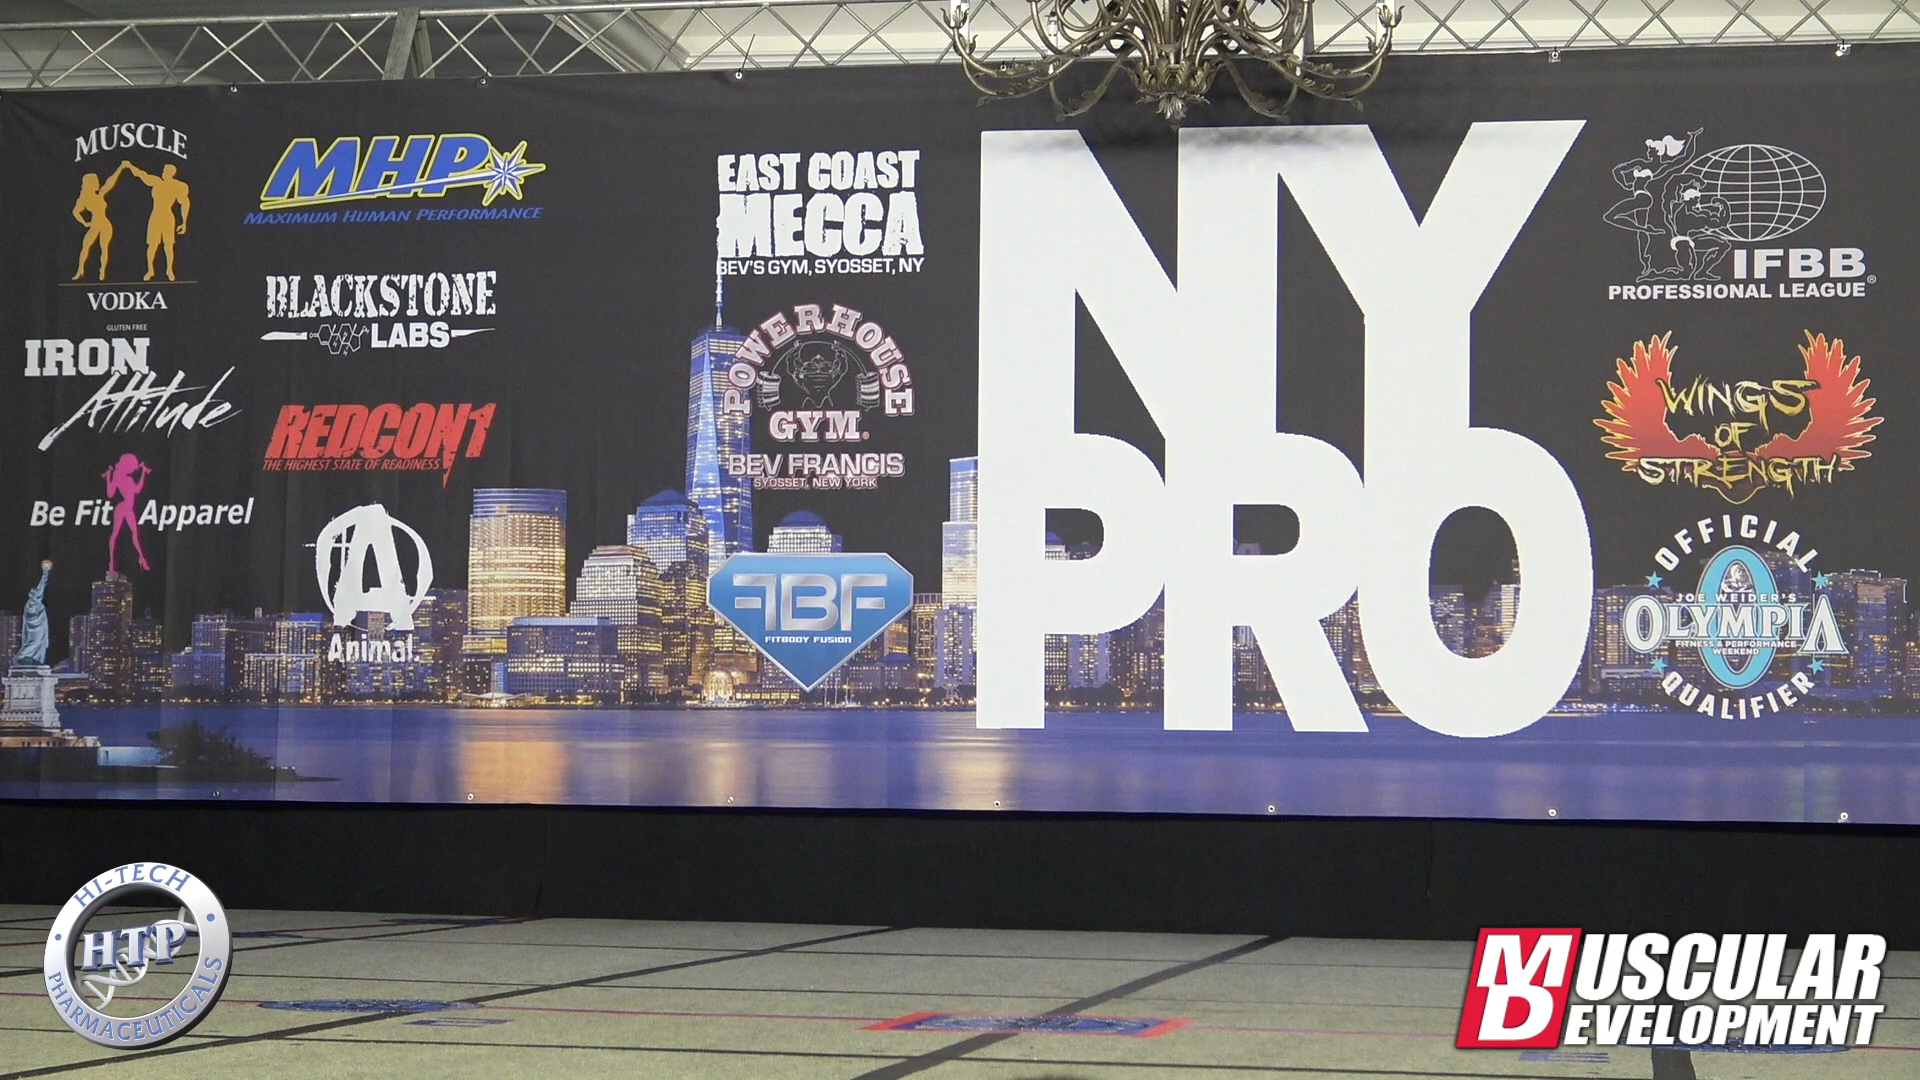 MUSCLE
VODKA
GLUTEN FREE
IRON
Attitude
Be Fit Apparel
MHP
MAXIMUM HUMAN PERFORMANCE
BLACKSTONE
LABS
REDCON1
THE HIGHEST STATE OF READINESS
A
Animal.
EAST COAST
MECCA
BEV'S GYM, SYOSSET, NY
POWERHOUSE
GYM®
BEV FRANCIS
SYOSSET, NEW YORK
FBF
FITBODY FUSION
NY
PRO
IFBB®
PROFESSIONAL LEAGUE
WINGS
OF
STRENGTH
OFFICIAL
JOE WEIDER'S
OLYMPIA
FITNESS & PERFORMANCE
WEEKEND
QUALIFIER
HI-TECH
HTP
PHARMACEUTICALS
MD
MUSCULAR
DEVELOPMENT